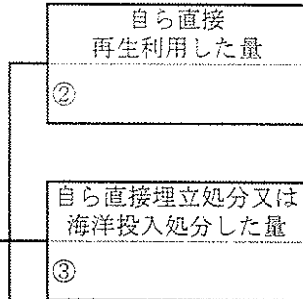 自ら直接
再生利用した量
②
自ら直接埋立処分又は
海洋投入処分した量
③